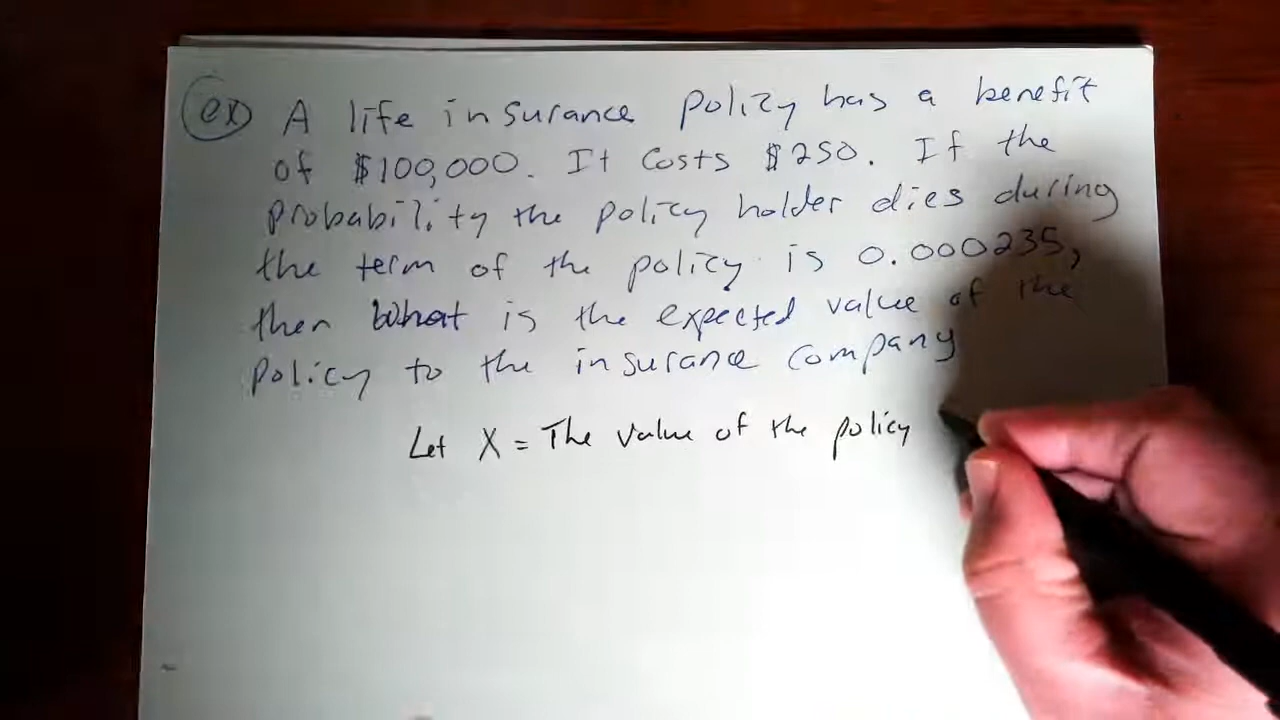 ex) A life insurance policy has a benefit
of $100,000. It costs $250. If the
probability the policy holder dies during
the term of the policy is 0.000235,
then what is the expected value of the
policy to the insurance company
Let X = The value of the policy